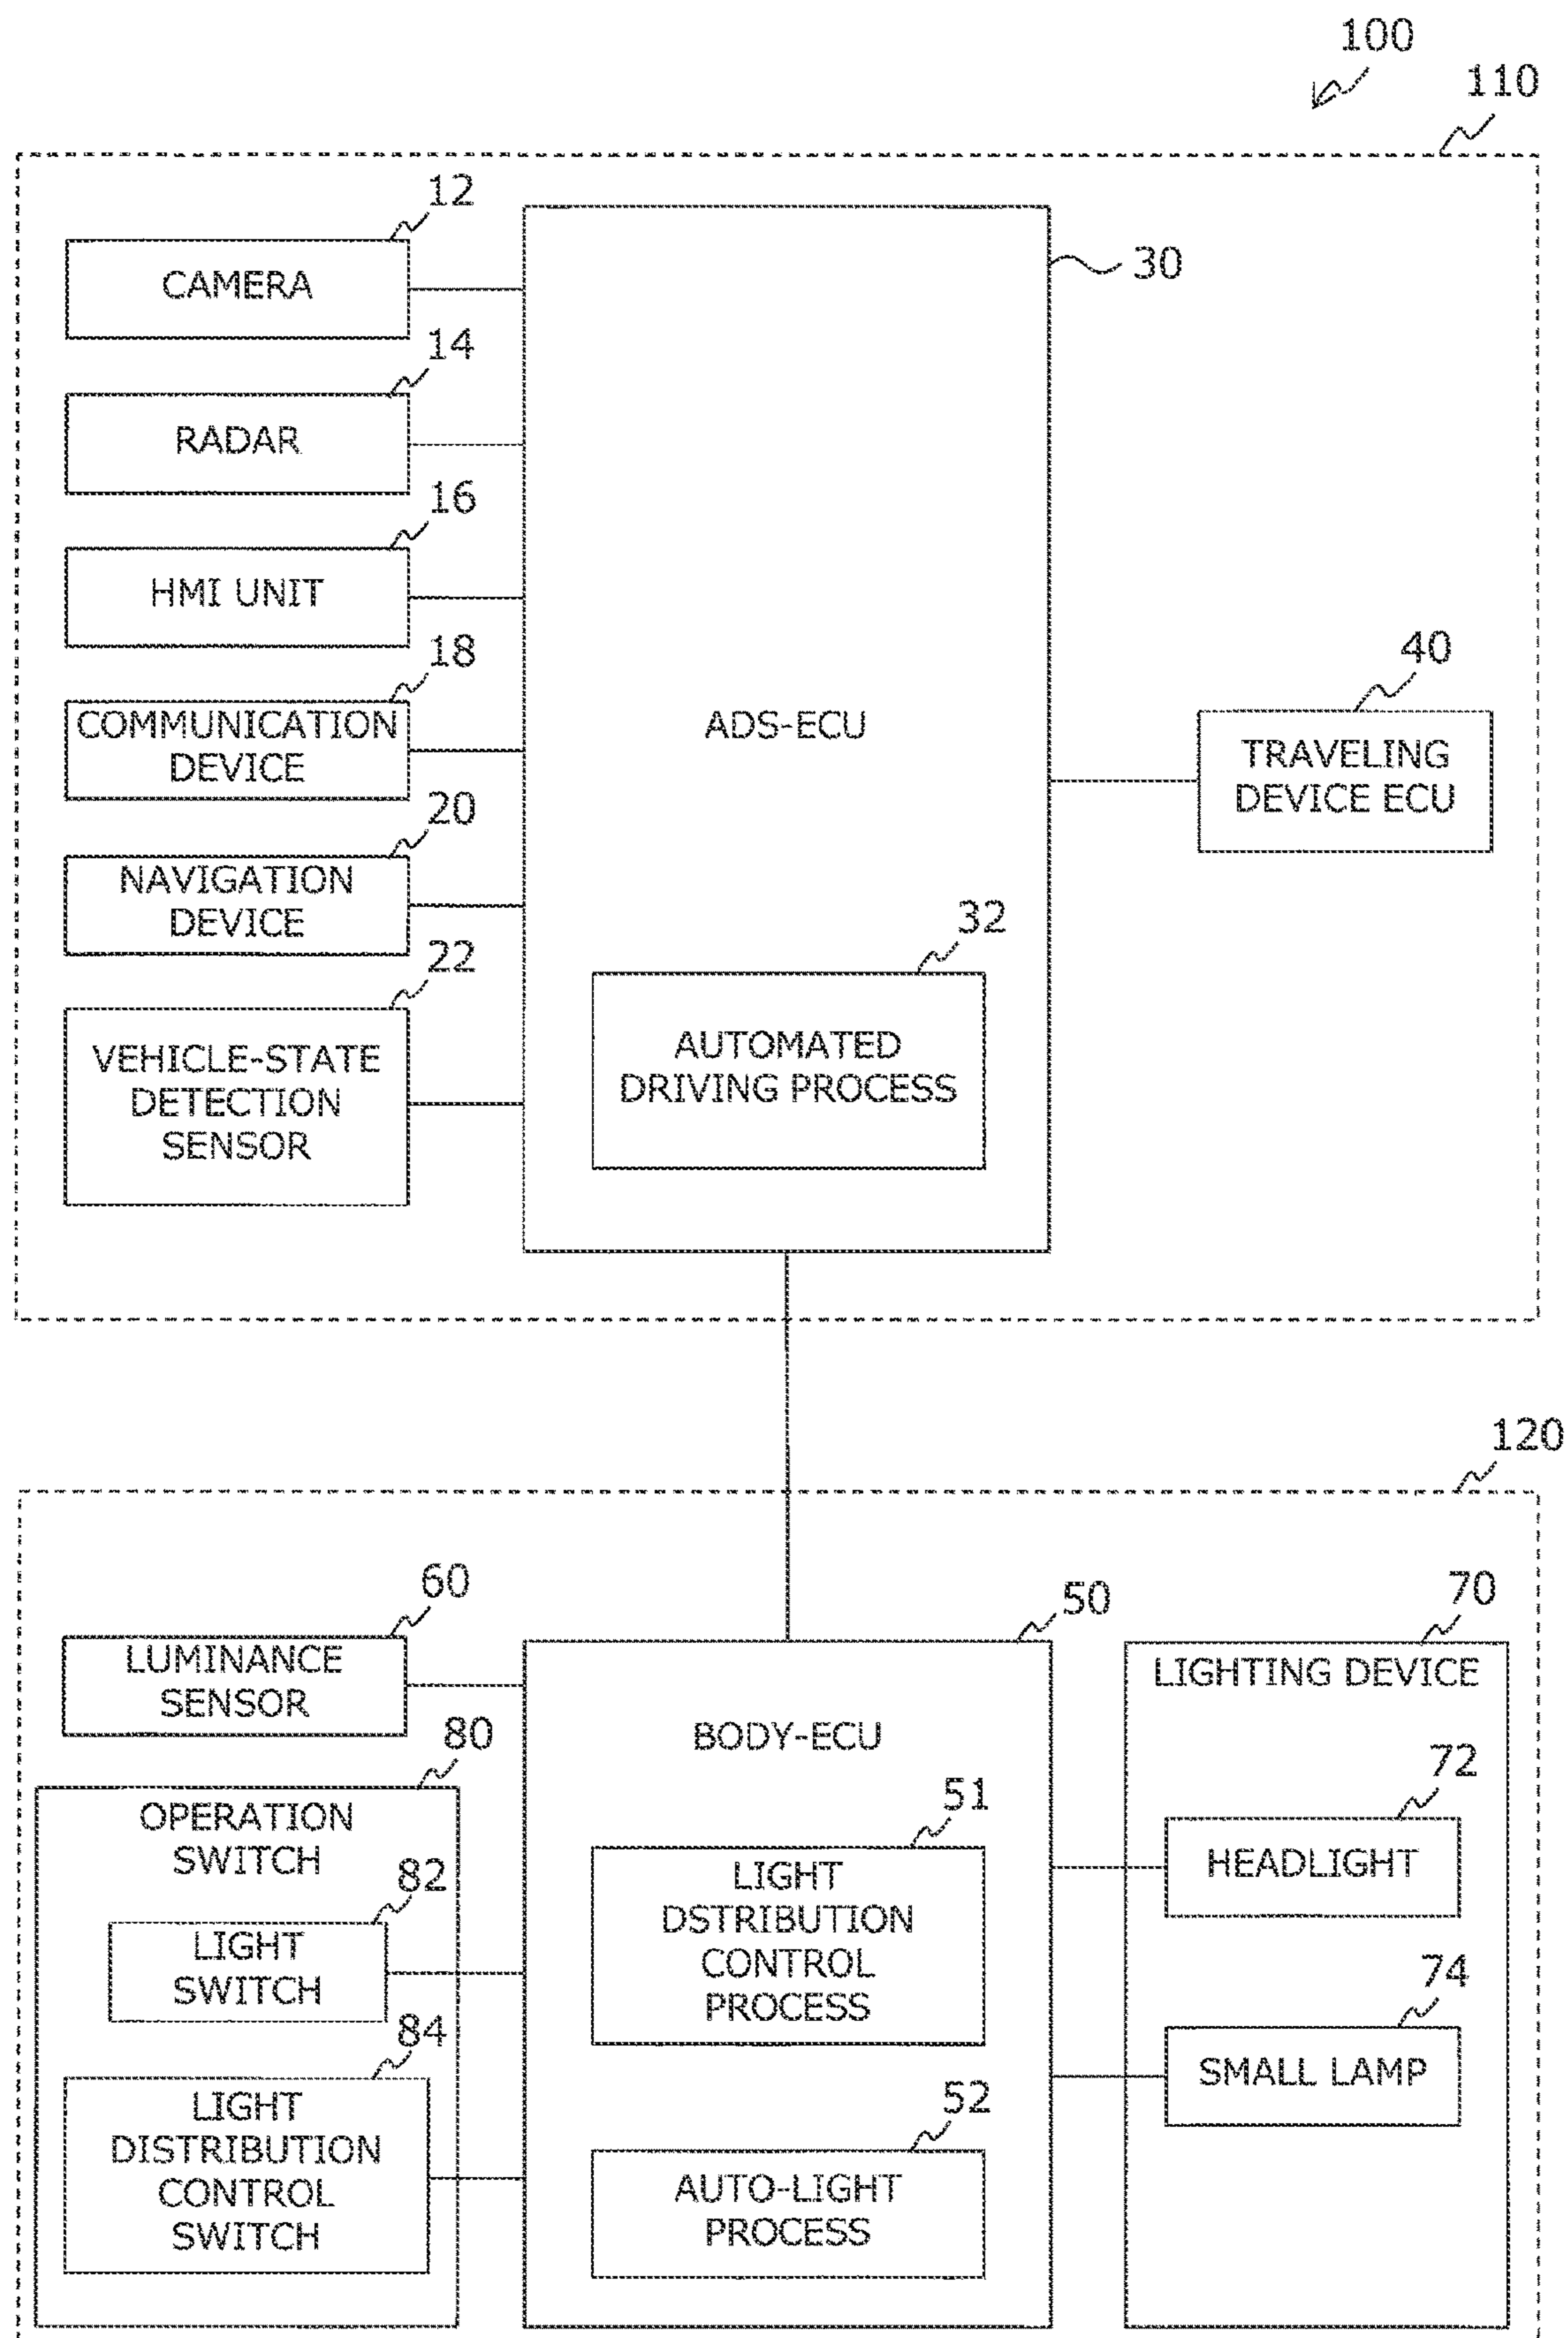 100
110
12
CAMERA
30
14
RADAR
16
HMI UNIT
18
COMMUNICATION
DEVICE
ADS-ECU
40
TRAVELING
DEVICE ECU
20
NAVIGATION
DEVICE
22
VEHICLE-STATE
DETECTION
SENSOR
32
AUTOMATED
DRIVING PROCESS
120
60
LUMINANCE
SENSOR
50
BODY-ECU
70
LIGHTING DEVICE
80
OPERATION
SWITCH
82
LIGHT
SWITCH
84
LIGHT
DISTRIBUTION
CONTROL
SWITCH
51
LIGHT
DSTRIBUTION
CONTROL
PROCESS
52
AUTO-LIGHT
PROCESS
72
HEADLIGHT
74
SMALL LAMP